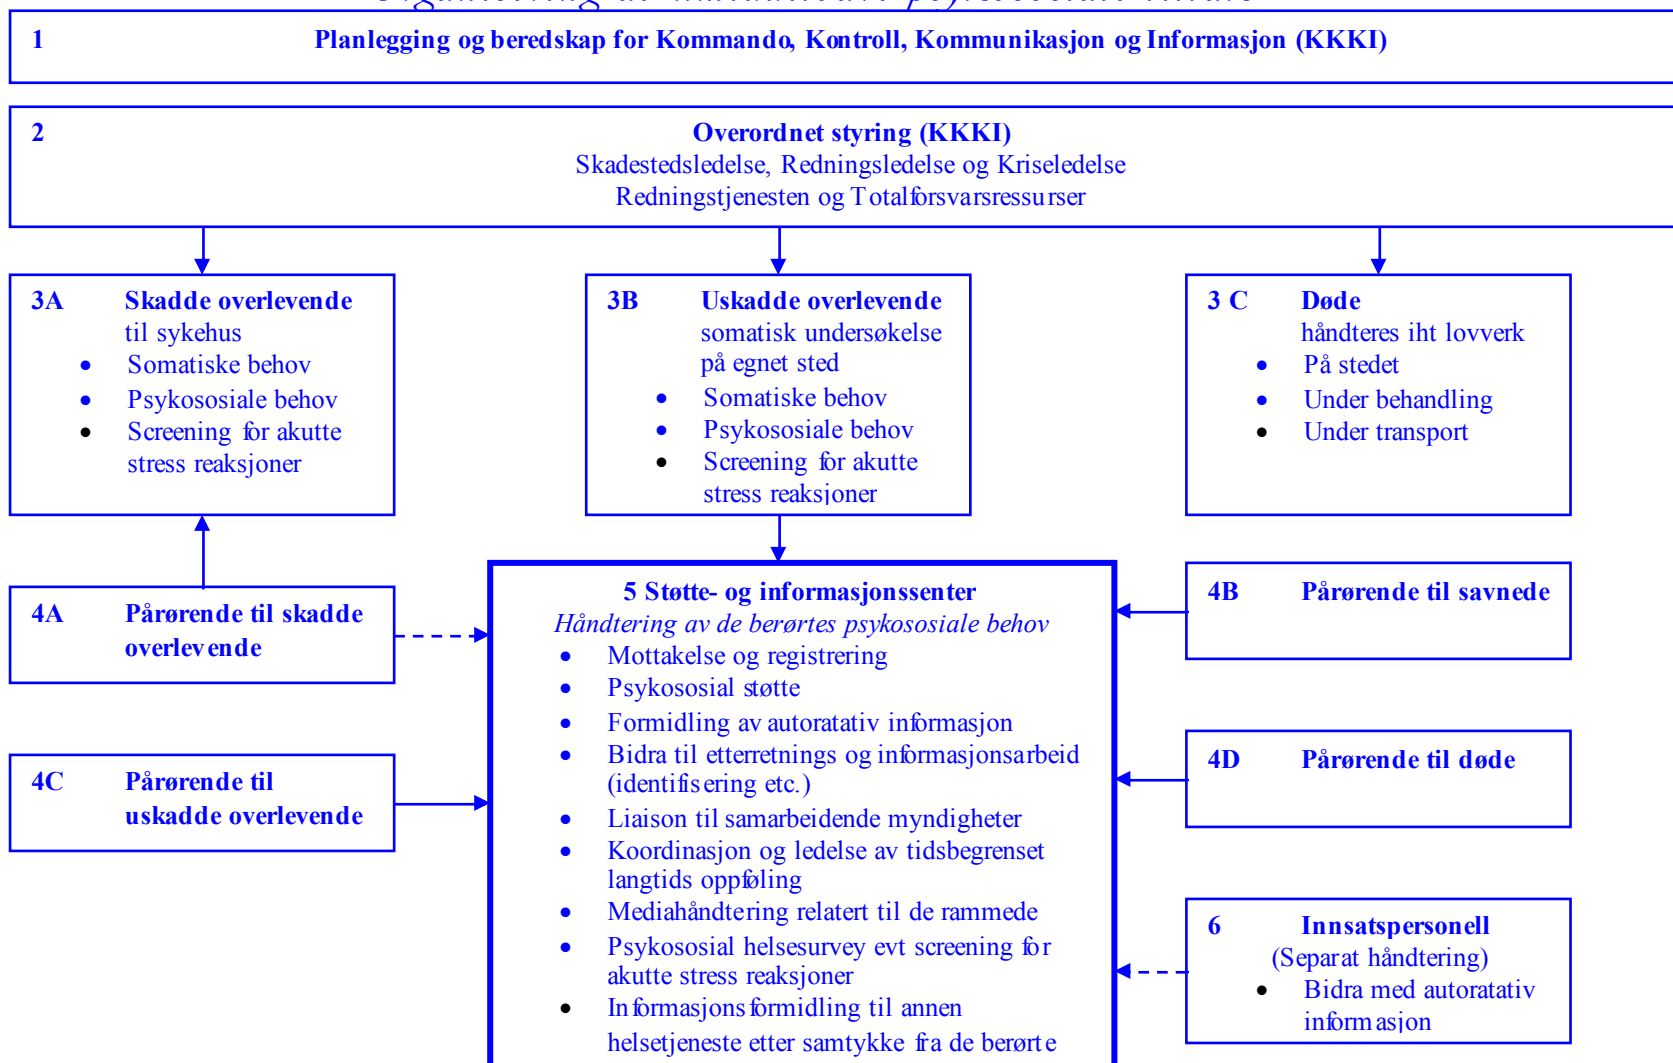 1 Planlegging og beredskap for Kommando, Kontroll, Kommunikasjon og Informasjon (KKKI)
2 Overordnet styring (KKKI)
Skadestedsledelse, Redningsledelse og Kriseledelse
Redningstjenesten og Totalforsvarsressurser
3A Skadde overlevende
til sykehus
• Somatiske behov
• Psykososiale behov
• Screening for akutte
stress reaksjoner
3B Uskadde overlevende
somatisk undersøkelse
på egnet sted
• Somatiske behov
• Psykososiale behov
• Screening for akutte
stress reaksjoner
3 C Døde
håndteres iht lovverk
• På stedet
• Under behandling
• Under transport
4A Pårørende til skadde
overlevende
4C Pårørende til
uskadde overlevende
5 Støtte- og informasjonssenter
Håndtering av de berørtes psykososiale behov
• Mottakelse og registrering
• Psykososial støtte
• Formidling av autoratativ informasjon
• Bidra til etterretnings og informasjonsarbeid
(identifisering etc.)
• Liaison til samarbeidende myndigheter
• Koordinasjon og ledelse av tidsbegrenset
langtids oppføling
• Mediahåndtering relatert til de rammede
• Psykososial helsesurvey evt screening for
akutte stress reaksjoner
• Informasjonsformidling til annen
helsetjeneste etter samtykke fra de berørte
4B Pårørende til savnede
4D Pårørende til døde
6 Innsatspersonell
(Separat håndtering)
• Bidra med autoratativ
informasjon